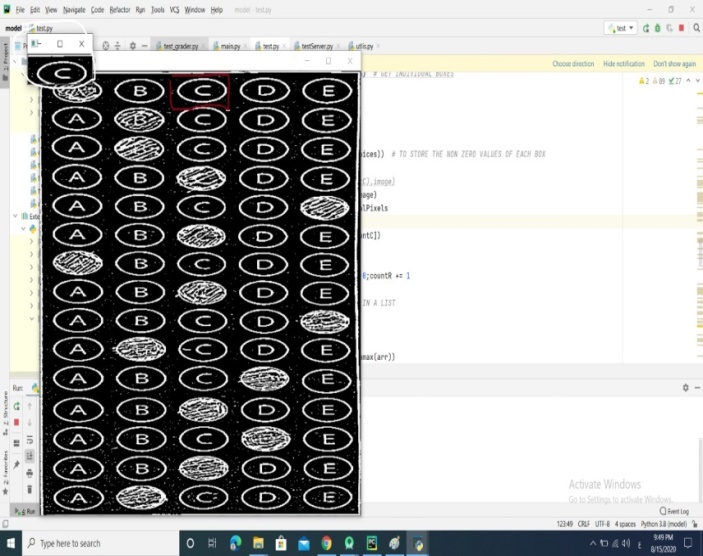 File Edit View Navigate Code Refactor Run Tools VCS Window Help model - test.py
model test.py test
test_grader.py main.py test.py testServer.py utils.py
Choose direction Hide notification Don't show again
# GET INDIVIDUAL BOXES
2 89 27
C
B C D E
A C D E
A C D E
A B D E
A B C D
A B D E
B C D E
A B D E
A B C D
A C D E
A B C E
A B D E
A B C E
A B D E
A C D E
ices)) # TO STORE THE NON ZERO VALUES OF EACH BOX
C),image)
age)
lPixels
ntC])
0;countR += 1
IN A LIST
max(arr))
Run:
Activate Windows
Go to Settings to activate Windows.
4: Run
Event Log
123:49 CRLF UTF-8 4 spaces Python 3.8 (model)
Type here to search
9:49 PM
8/15/2020
Project
Structure
Favorites